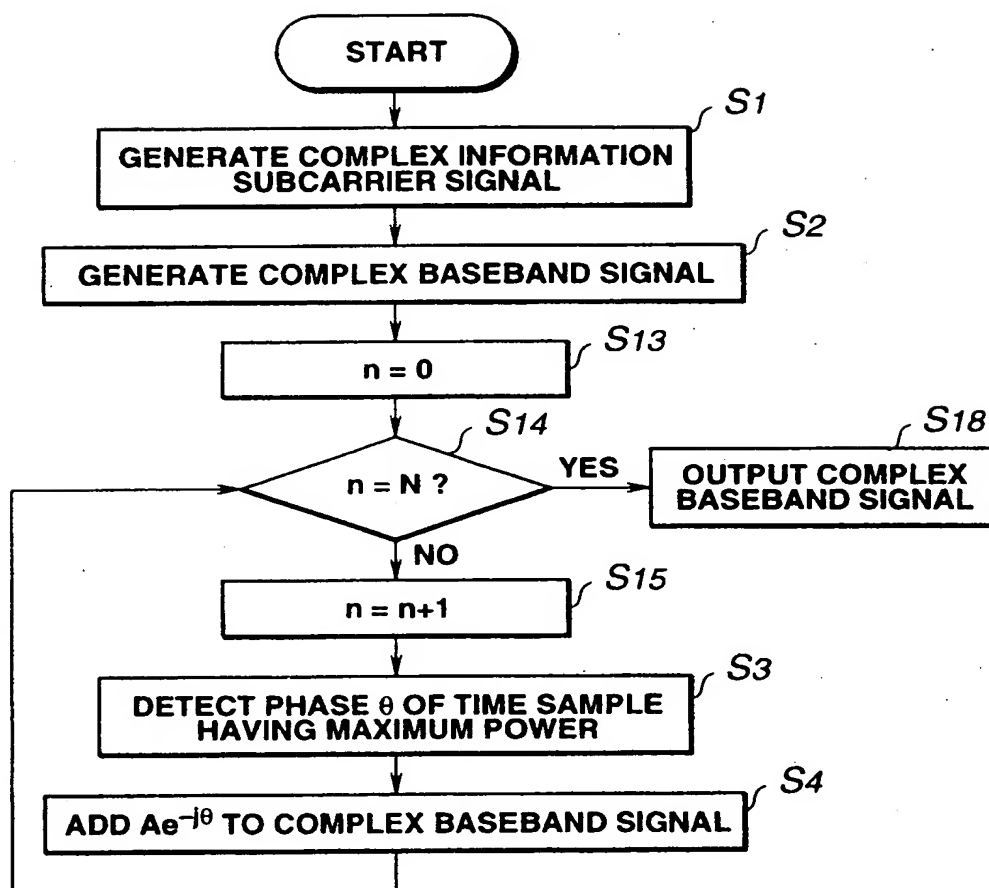 START
S1
GENERATE COMPLEX INFORMATION
SUBCARRIER SIGNAL
S2
GENERATE COMPLEX BASEBAND SIGNAL
S13
n = 0
S14
n = N ?
YES
S18
OUTPUT COMPLEX
BASEBAND SIGNAL
NO
S15
n = n+1
S3
DETECT PHASE θ OF TIME SAMPLE
HAVING MAXIMUM POWER
S4
ADD Ae⁻ʲᶿ TO COMPLEX BASEBAND SIGNAL